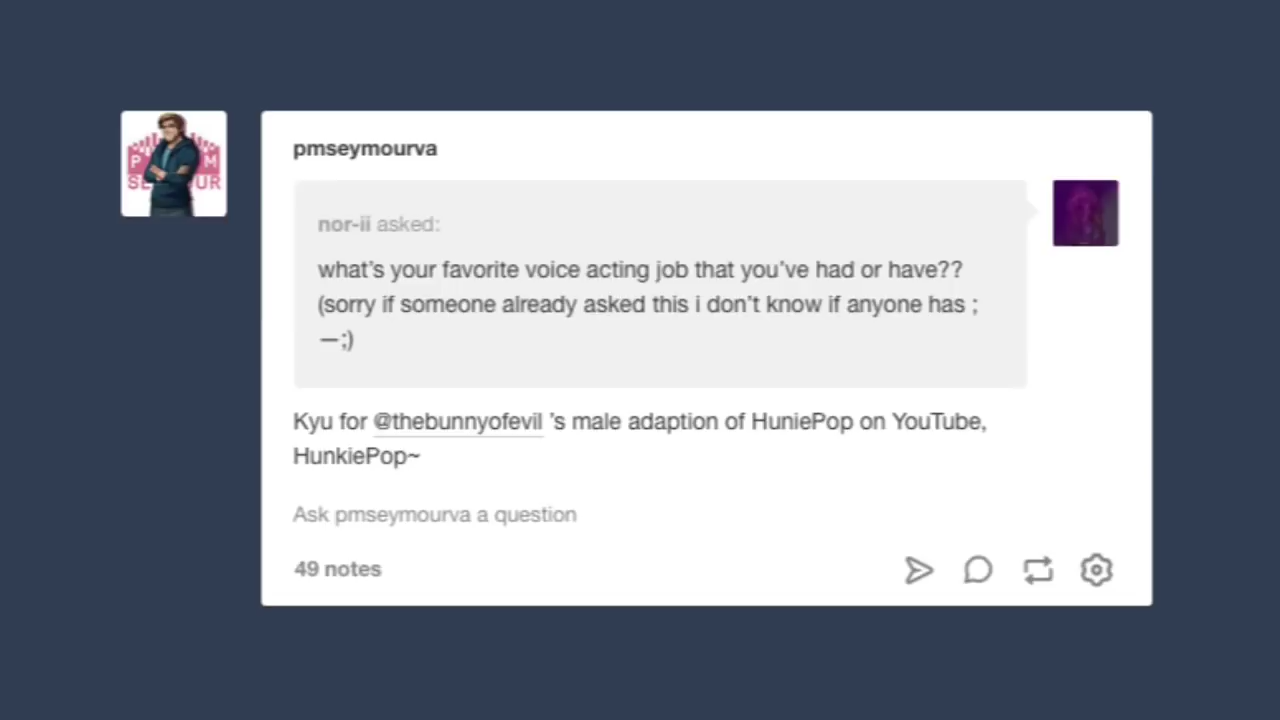 pmseymourva
nor-ii asked:
what's your favorite voice acting job that you've had or have??
(sorry if someone already asked this i don't know if anyone has ;
—;)
Kyu for @thebunnyofevil 's male adaption of HuniePop on YouTube,
HunkiePop~
Ask pmseymourva a question
49 notes